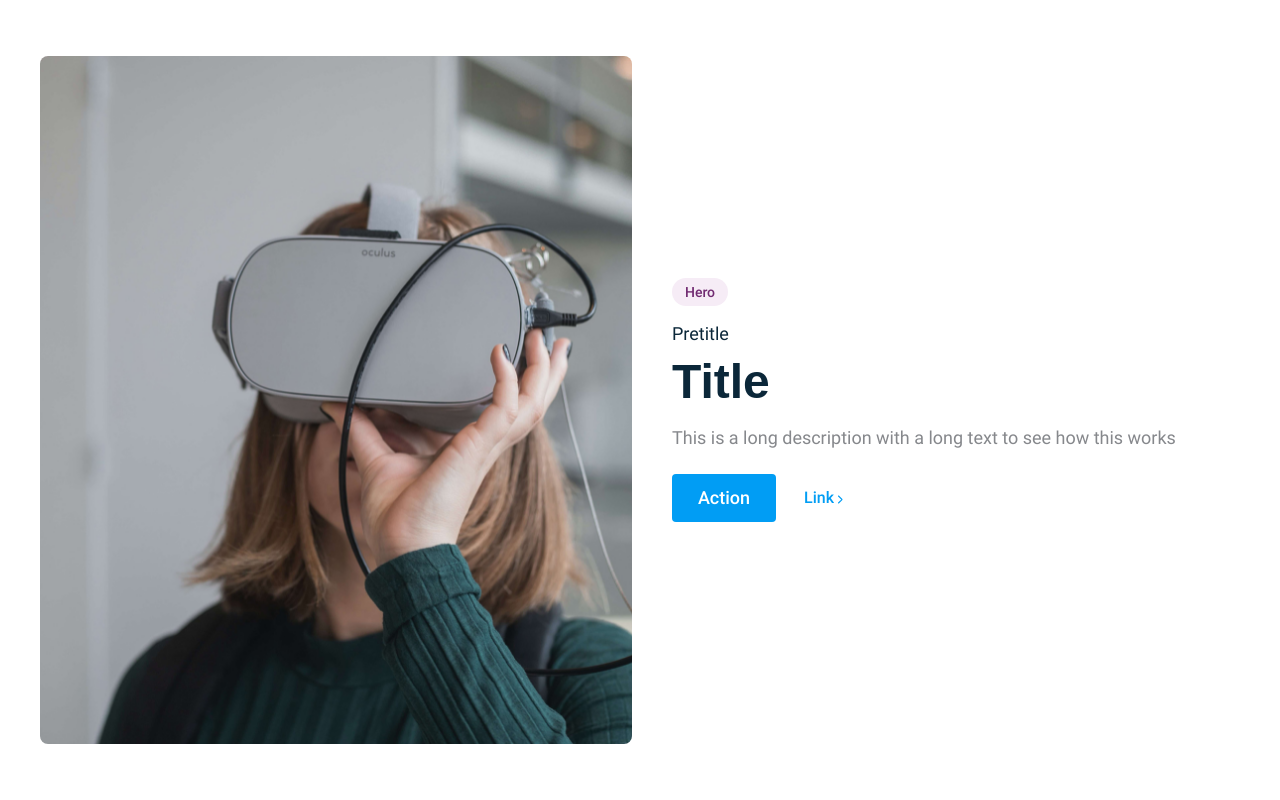 oculus
Hero
Pretitle
Title
This is a long description with a long text to see how this works
Action
Link